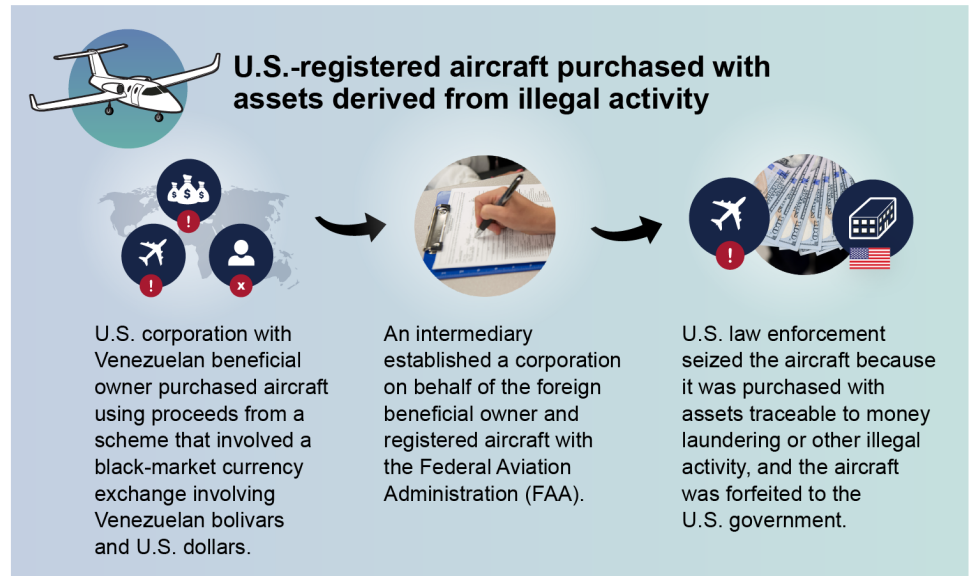 U.S.-registered aircraft purchased with
assets derived from illegal activity
$ $ $
!
!
x
!
U.S. corporation with
Venezuelan beneficial
owner purchased aircraft
using proceeds from a
scheme that involved a
black-market currency
exchange involving
Venezuelan bolivars
and U.S. dollars.
An intermediary
established a corporation
on behalf of the foreign
beneficial owner and
registered aircraft with
the Federal Aviation
Administration (FAA).
U.S. law enforcement
seized the aircraft because
it was purchased with
assets traceable to money
laundering or other illegal
activity, and the aircraft
was forfeited to the
U.S. government.